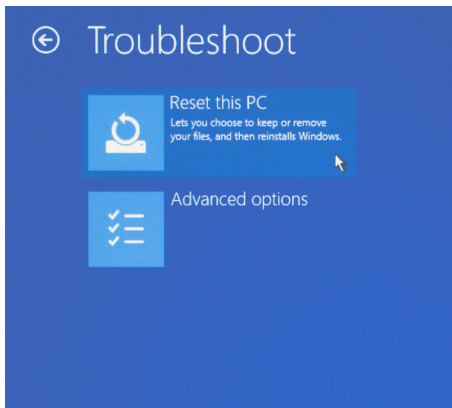 Troubleshoot
Reset this PC
Lets you choose to keep or remove
your files, and then reinstalls Windows.
Advanced options